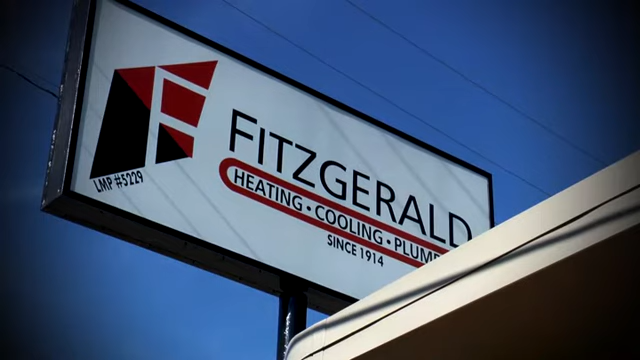 FITZGERALD
HEATING • COOLING • PLUMB
SINCE 1914
LMP #5229